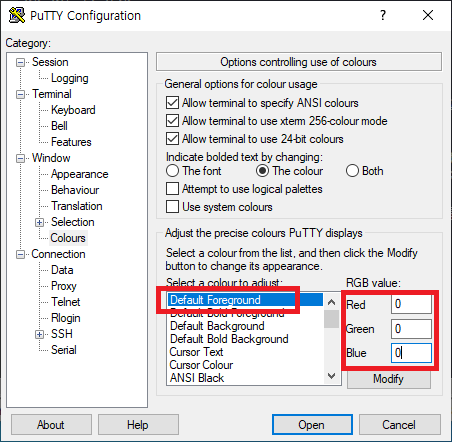 PuTTY Configuration
?
Category:
Session
Logging
Terminal
Keyboard
Bell
Features
Window
Appearance
Behaviour
Translation
Selection
Colours
Connection
Data
Proxy
Telnet
Rlogin
SSH
Serial
Options controlling use of colours
General options for colour usage
Allow terminal to specify ANSI colours
Allow terminal to use xterm 256-colour mode
Allow terminal to use 24-bit colours
Indicate bolded text by changing:
The font The colour Both
Attempt to use logical palettes
Use system colours
Adjust the precise colours PuTTY displays
Select a colour from the list, and then click the Modify
button to change its appearance.
Select a colour to adjust:
Default Foreground
Default Bold Foreground
Default Background
Default Bold Background
Cursor Text
Cursor Colour
ANSI Black
RGB value:
Red 0
Green 0
Blue 0
Modify
About Help Open Cancel